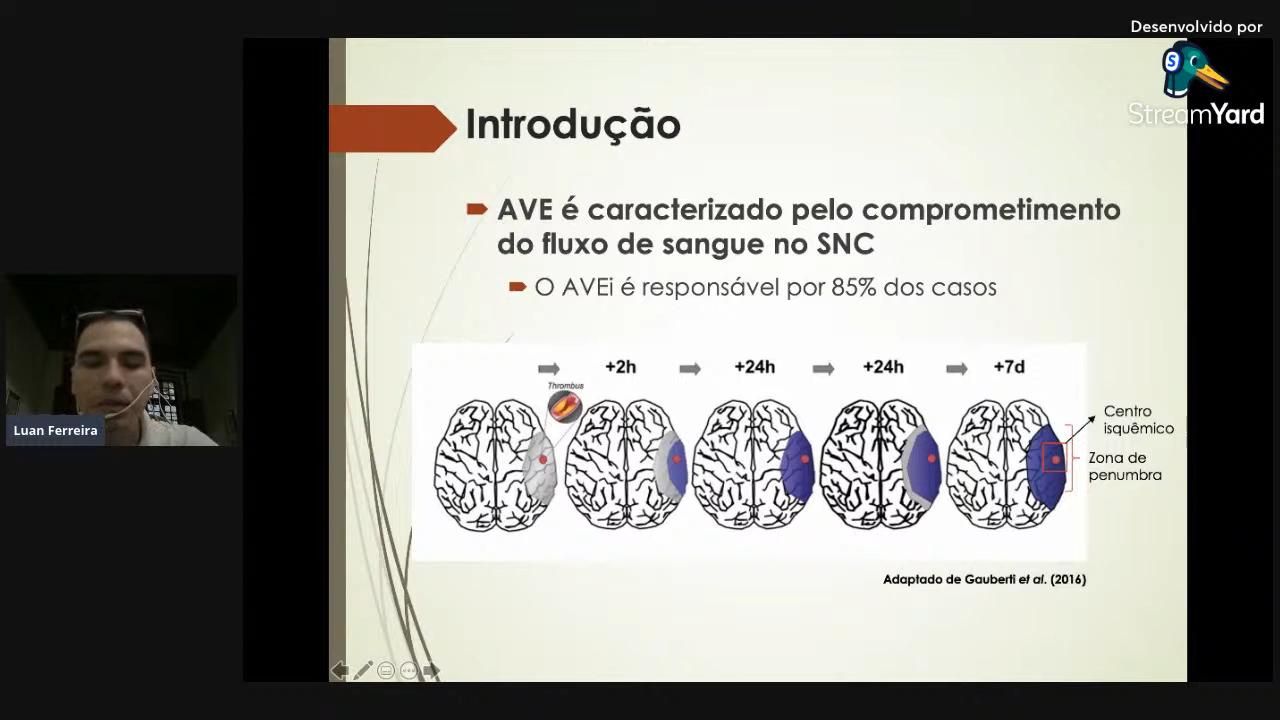 Desenvolvido por
S
StreamYard
Introdução
AVE é caracterizado pelo comprometimento
do fluxo de sangue no SNC
O AVEi é responsável por 85% dos casos
+2h
+24h
+24h
+7d
Thrombus
Centro
isquêmico
Zona de
penumbra
Adaptado de Gauberti et al. (2016)
Luan Ferreira